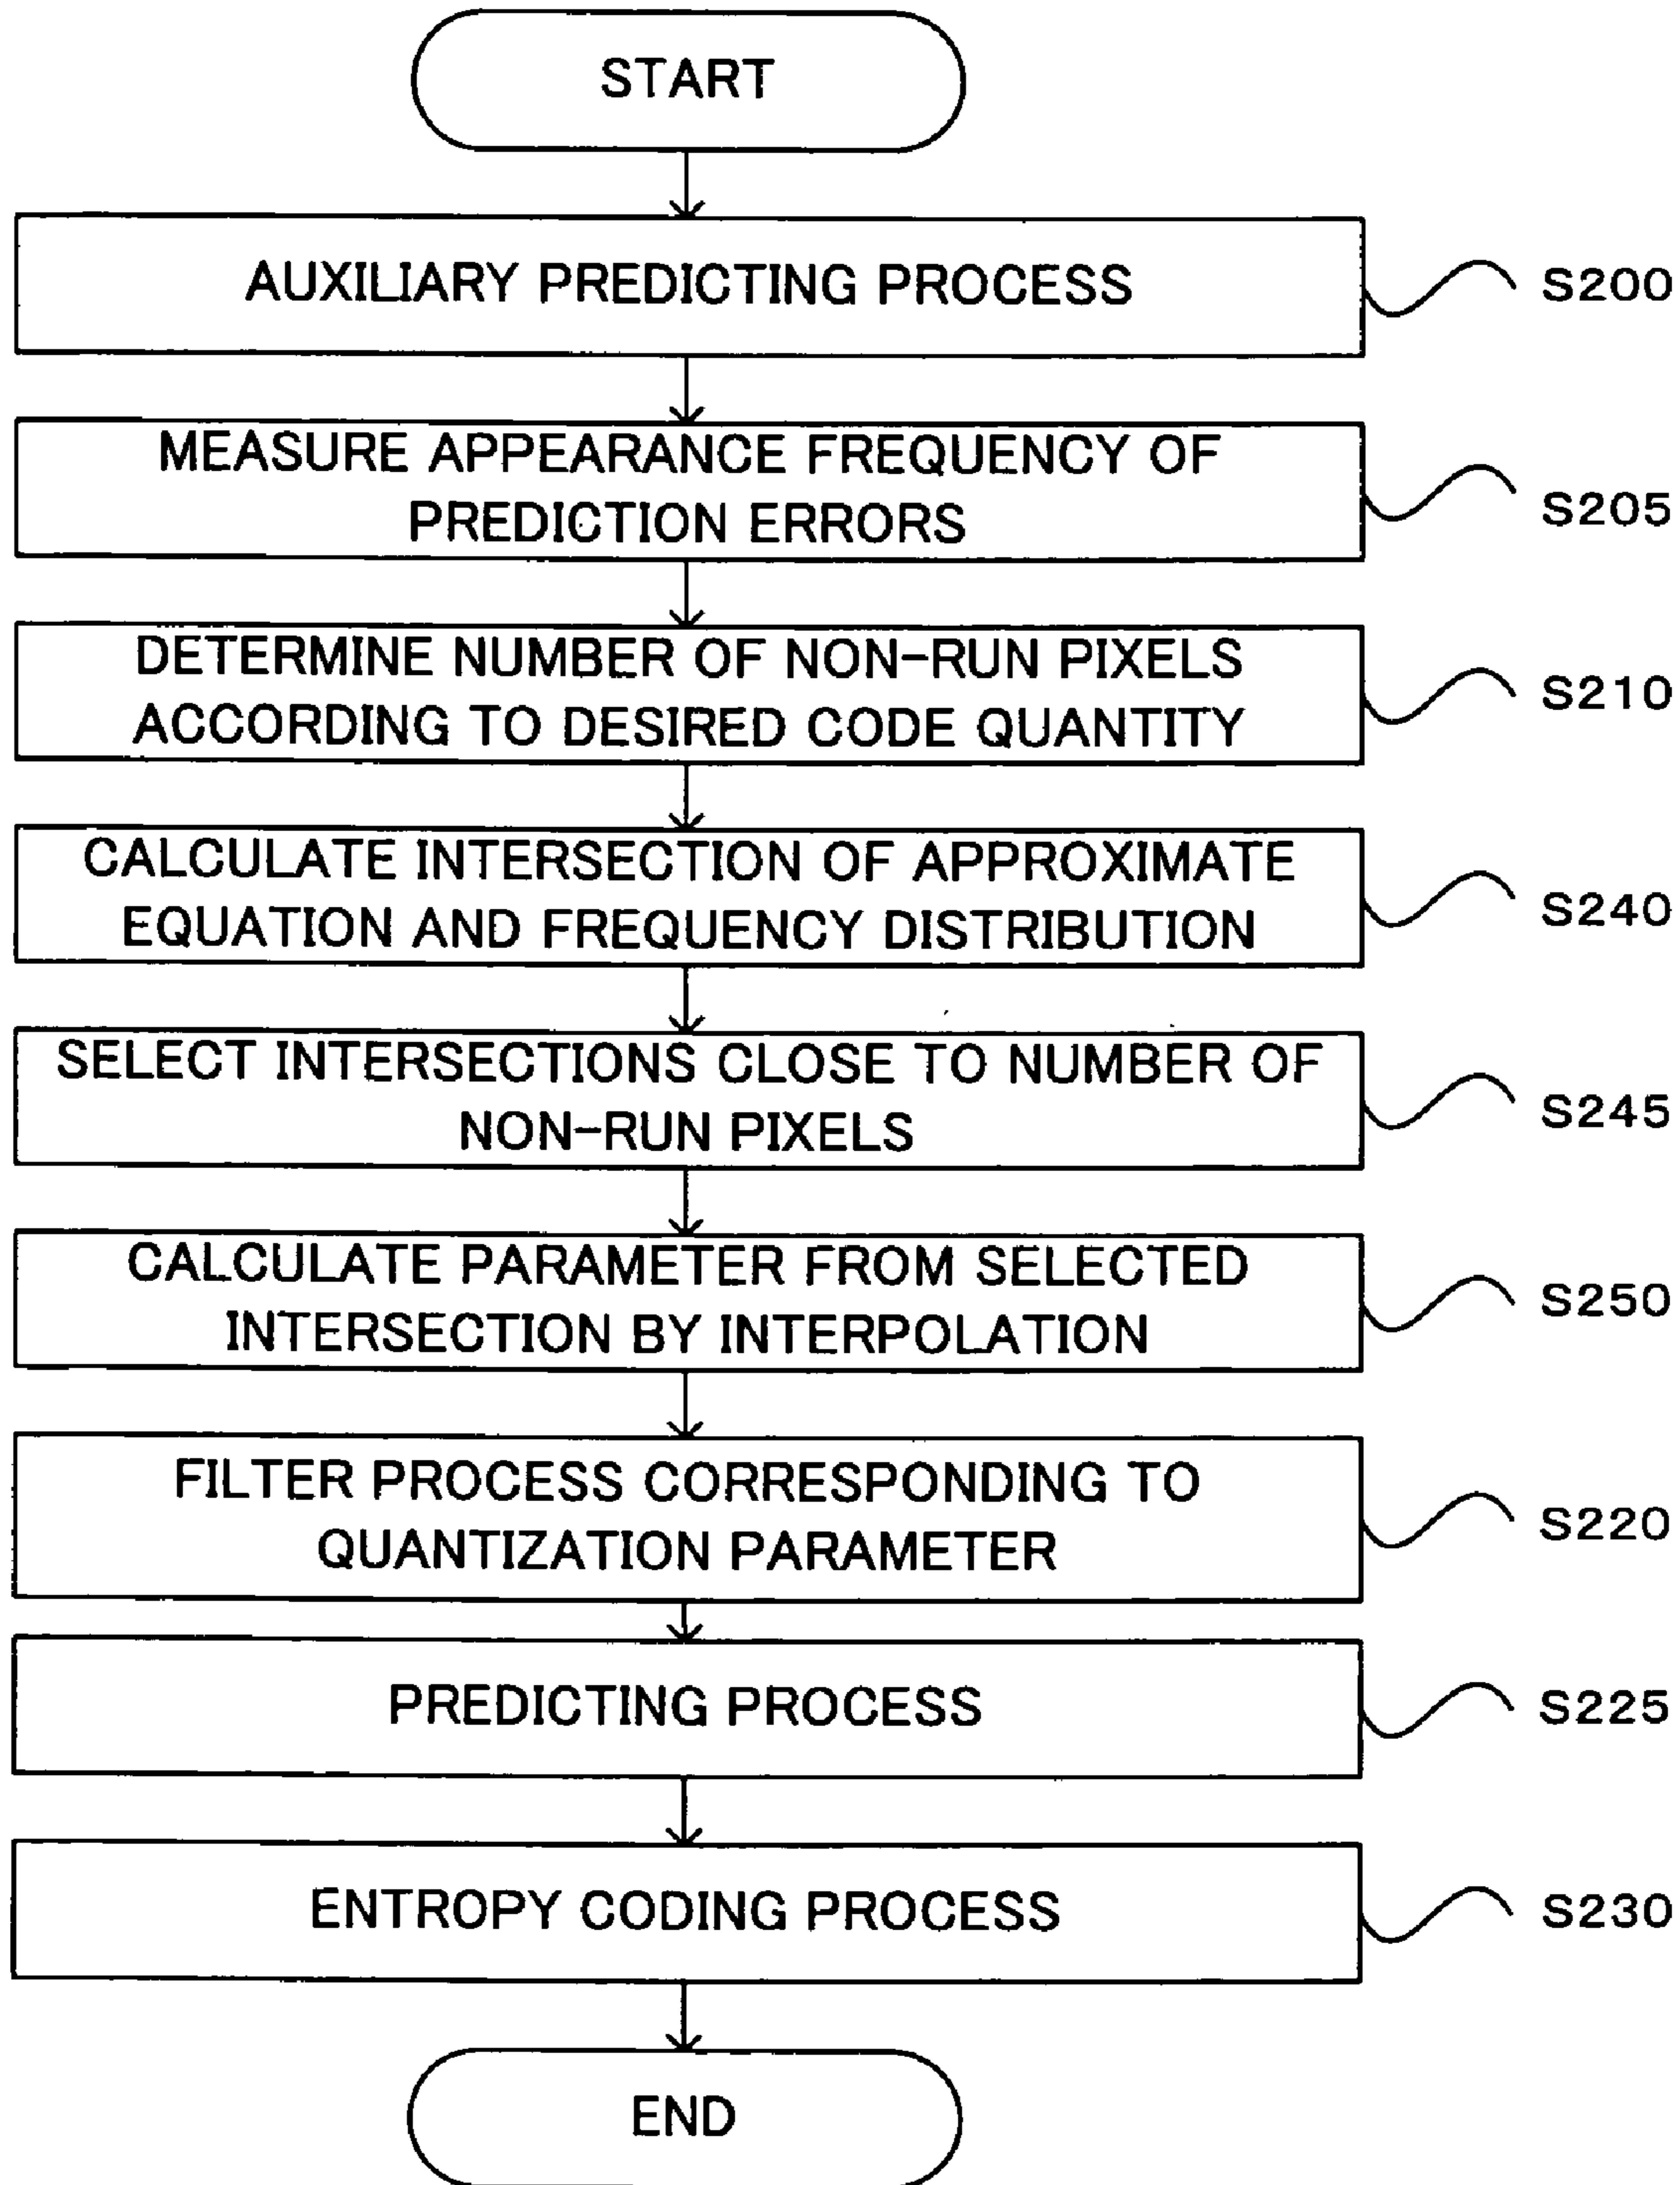 START
AUXILIARY PREDICTING PROCESS
S200
MEASURE APPEARANCE FREQUENCY OF
PREDICTION ERRORS
S205
DETERMINE NUMBER OF NON-RUN PIXELS
ACCORDING TO DESIRED CODE QUANTITY
S210
CALCULATE INTERSECTION OF APPROXIMATE
EQUATION AND FREQUENCY DISTRIBUTION
S240
SELECT INTERSECTIONS CLOSE TO NUMBER OF
NON-RUN PIXELS
S245
CALCULATE PARAMETER FROM SELECTED
INTERSECTION BY INTERPOLATION
S250
FILTER PROCESS CORRESPONDING TO
QUANTIZATION PARAMETER
S220
PREDICTING PROCESS
S225
ENTROPY CODING PROCESS
S230
END